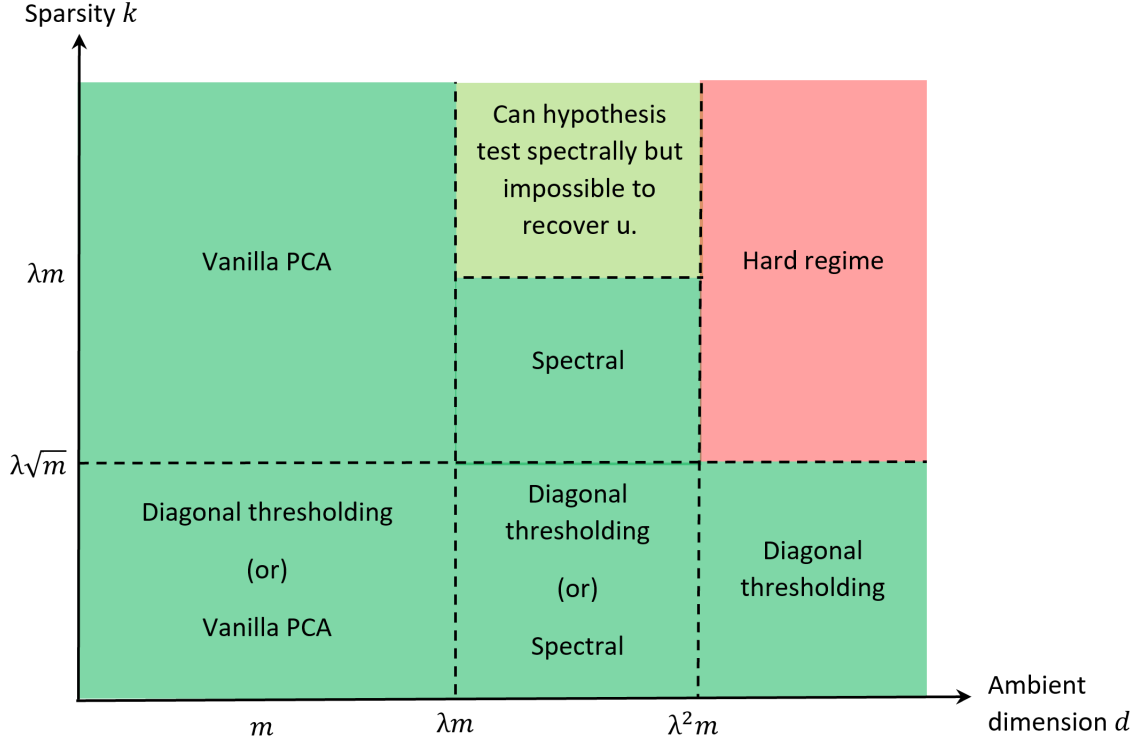 Sparsity k
Can hypothesis
test spectrally but
impossible to
recover u.
Vanilla PCA
Hard regime
λm
Spectral
λ√m
Diagonal thresholding
(or)
Vanilla PCA
Diagonal
thresholding
(or)
Spectral
Diagonal
thresholding
Ambient
dimension d
m
λm
λ²m